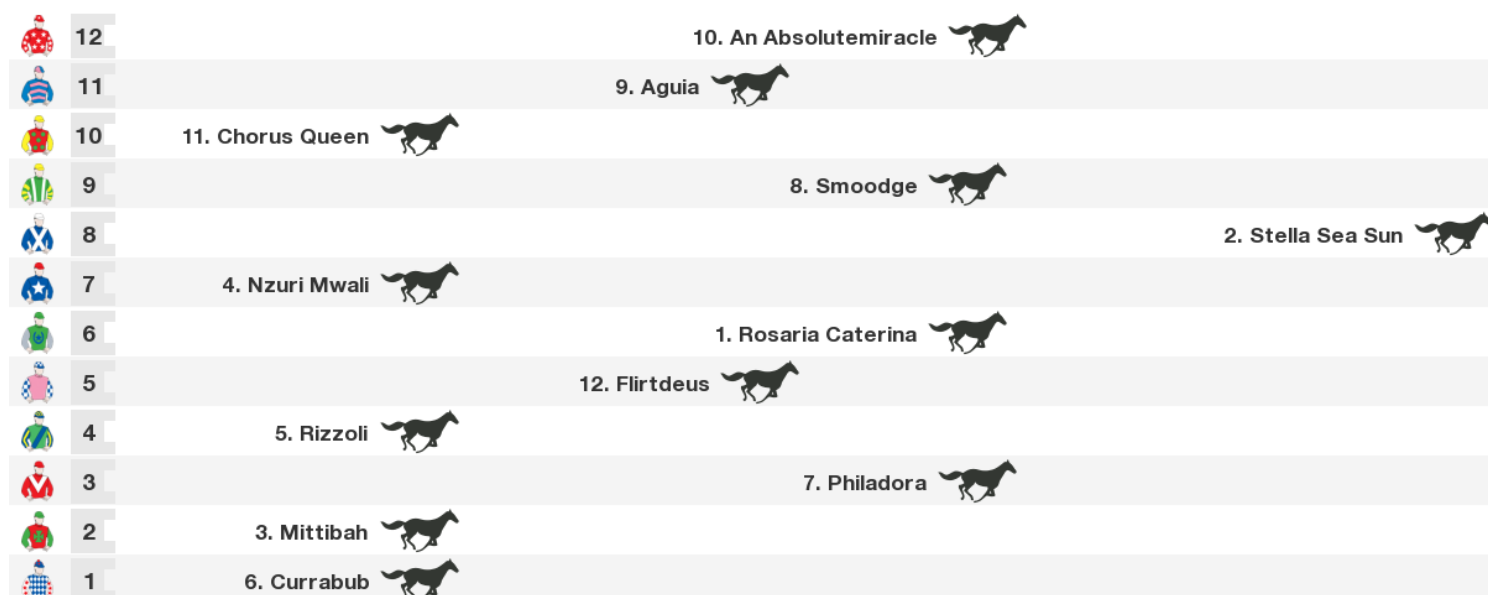 12 10. An Absolutemiracle
11 9. Aguia
10 11. Chorus Queen
9 8. Smoodge
8 2. Stella Sea Sun
7 4. Nzuri Mwali
6 1. Rosaria Caterina
5 12. Flirtdeus
4 5. Rizzoli
3 7. Philadora
2 3. Mittibah
1 6. Currabub